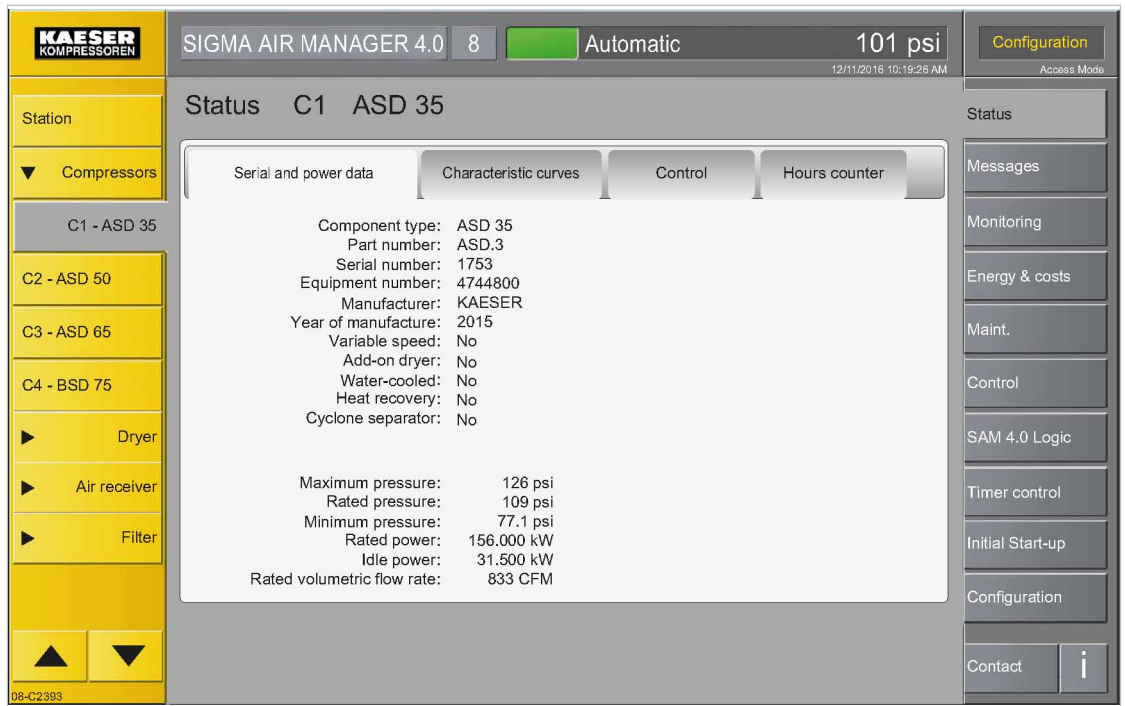 KAESER
KOMPRESSOREN
SIGMA AIR MANAGER 4.0 8 Automatic 101 psi
12/11/2016 10:19:26 AM
Configuration
Access Mode
Station
Compressors
C1 - ASD 35
C2 - ASD 50
C3 - ASD 65
C4 - BSD 75
Dryer
Air receiver
Filter
08-C2393
Status C1 ASD 35
Serial and power data Characteristic curves Control Hours counter
Component type: ASD 35
Part number: ASD.3
Serial number: 1753
Equipment number: 4744800
Manufacturer: KAESER
Year of manufacture: 2015
Variable speed: No
Add-on dryer: No
Water-cooled: No
Heat recovery: No
Cyclone separator: No
Maximum pressure: 126 psi
Rated pressure: 109 psi
Minimum pressure: 77.1 psi
Rated power: 156.000 kW
Idle power: 31.500 kW
Rated volumetric flow rate: 833 CFM
Status
Messages
Monitoring
Energy & costs
Maint.
Control
SAM 4.0 Logic
Timer control
Initial Start-up
Configuration
Contact i